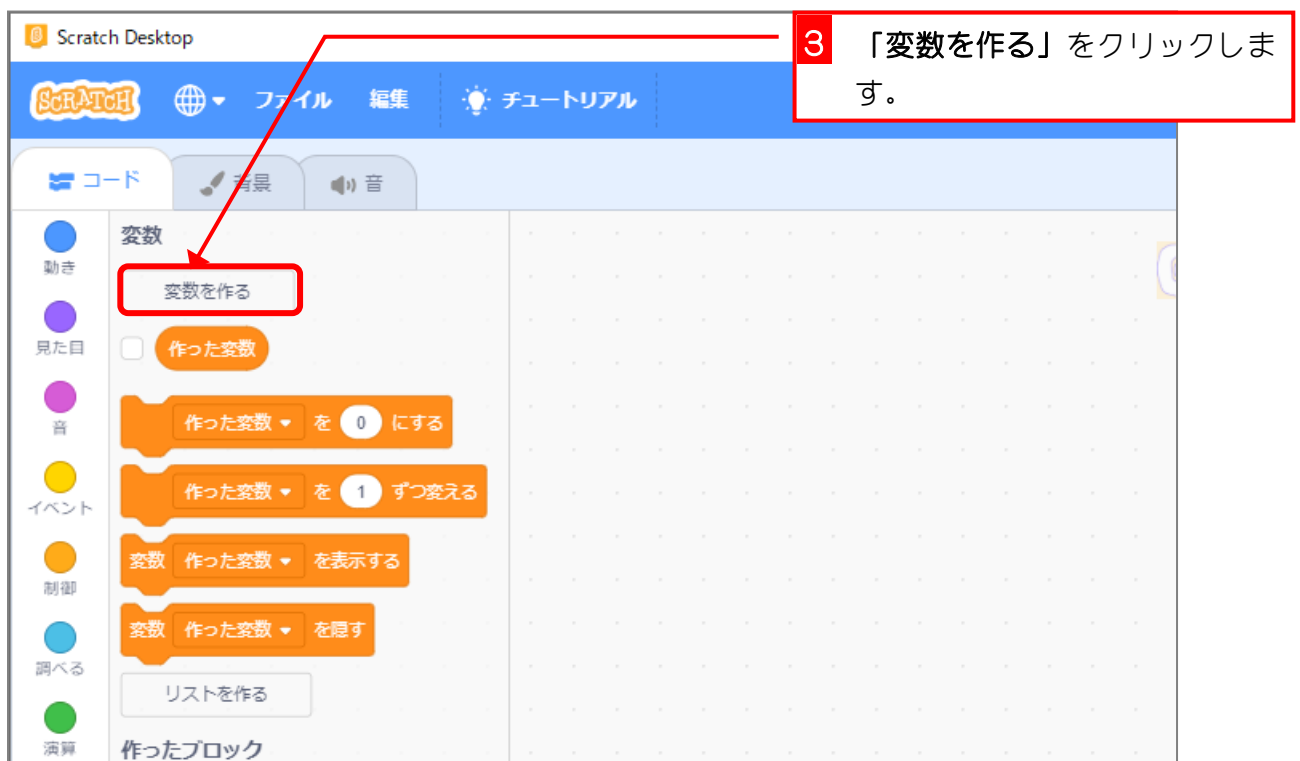 Scratch Desktop
3 「変数を作る」をクリックしま
す。
SCRATCH ファイル 編集 チュートリアル
コード 背景 音
動き
見た目
音
イベント
制御
調べる
演算
変数
変数を作る
作った変数
作った変数 を 0 にする
作った変数 を 1 ずつ変える
変数 作った変数 を表示する
変数 作った変数 を隠す
リストを作る
作ったブロック